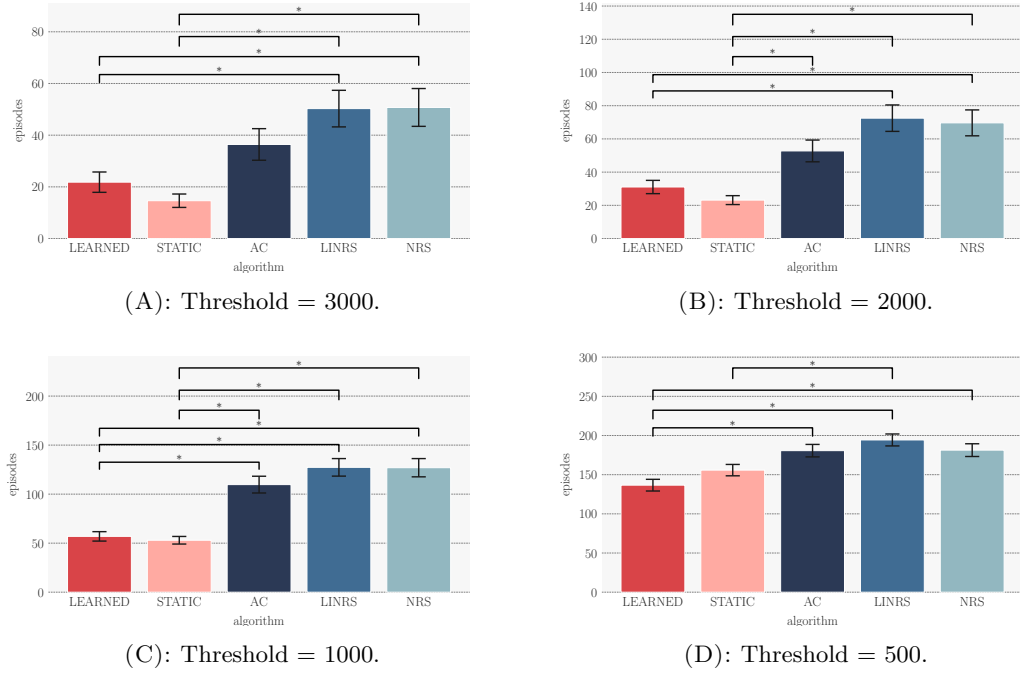 * * * *
80
60
40
20
0
episodes
LEARNED STATIC AC LINRS NRS
algorithm
(A): Threshold = 3000.
* * * * *
140
120
100
80
60
40
20
0
episodes
LEARNED STATIC AC LINRS NRS
algorithm
(B): Threshold = 2000.
* * * * * *
200
150
100
50
0
episodes
LEARNED STATIC AC LINRS NRS
algorithm
(C): Threshold = 1000.
* * * *
300
250
200
150
100
50
0
episodes
LEARNED STATIC AC LINRS NRS
algorithm
(D): Threshold = 500.